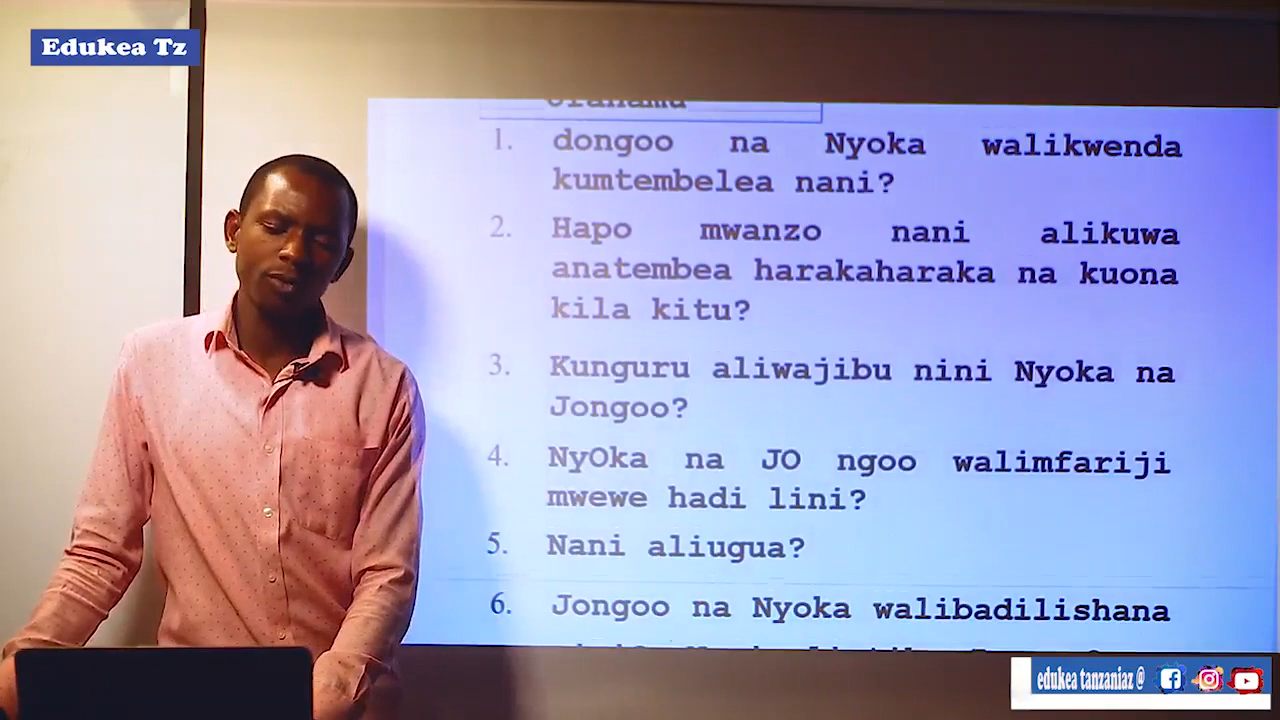 Edukea Tz
1. dongoo na Nyoka walikwenda
kumtembelea nani?
2. Hapo mwanzo nani alikuwa
anatembea harakaharaka na kuona
kila kitu?
3. Kunguru aliwajibu nini Nyoka na
Jongoo?
4. NyOka na JO ngoo walimfariji
mwewe hadi lini?
5. Nani aliugua?
6. Jongoo na Nyoka walibadilishana
edukea tanzaniaz @